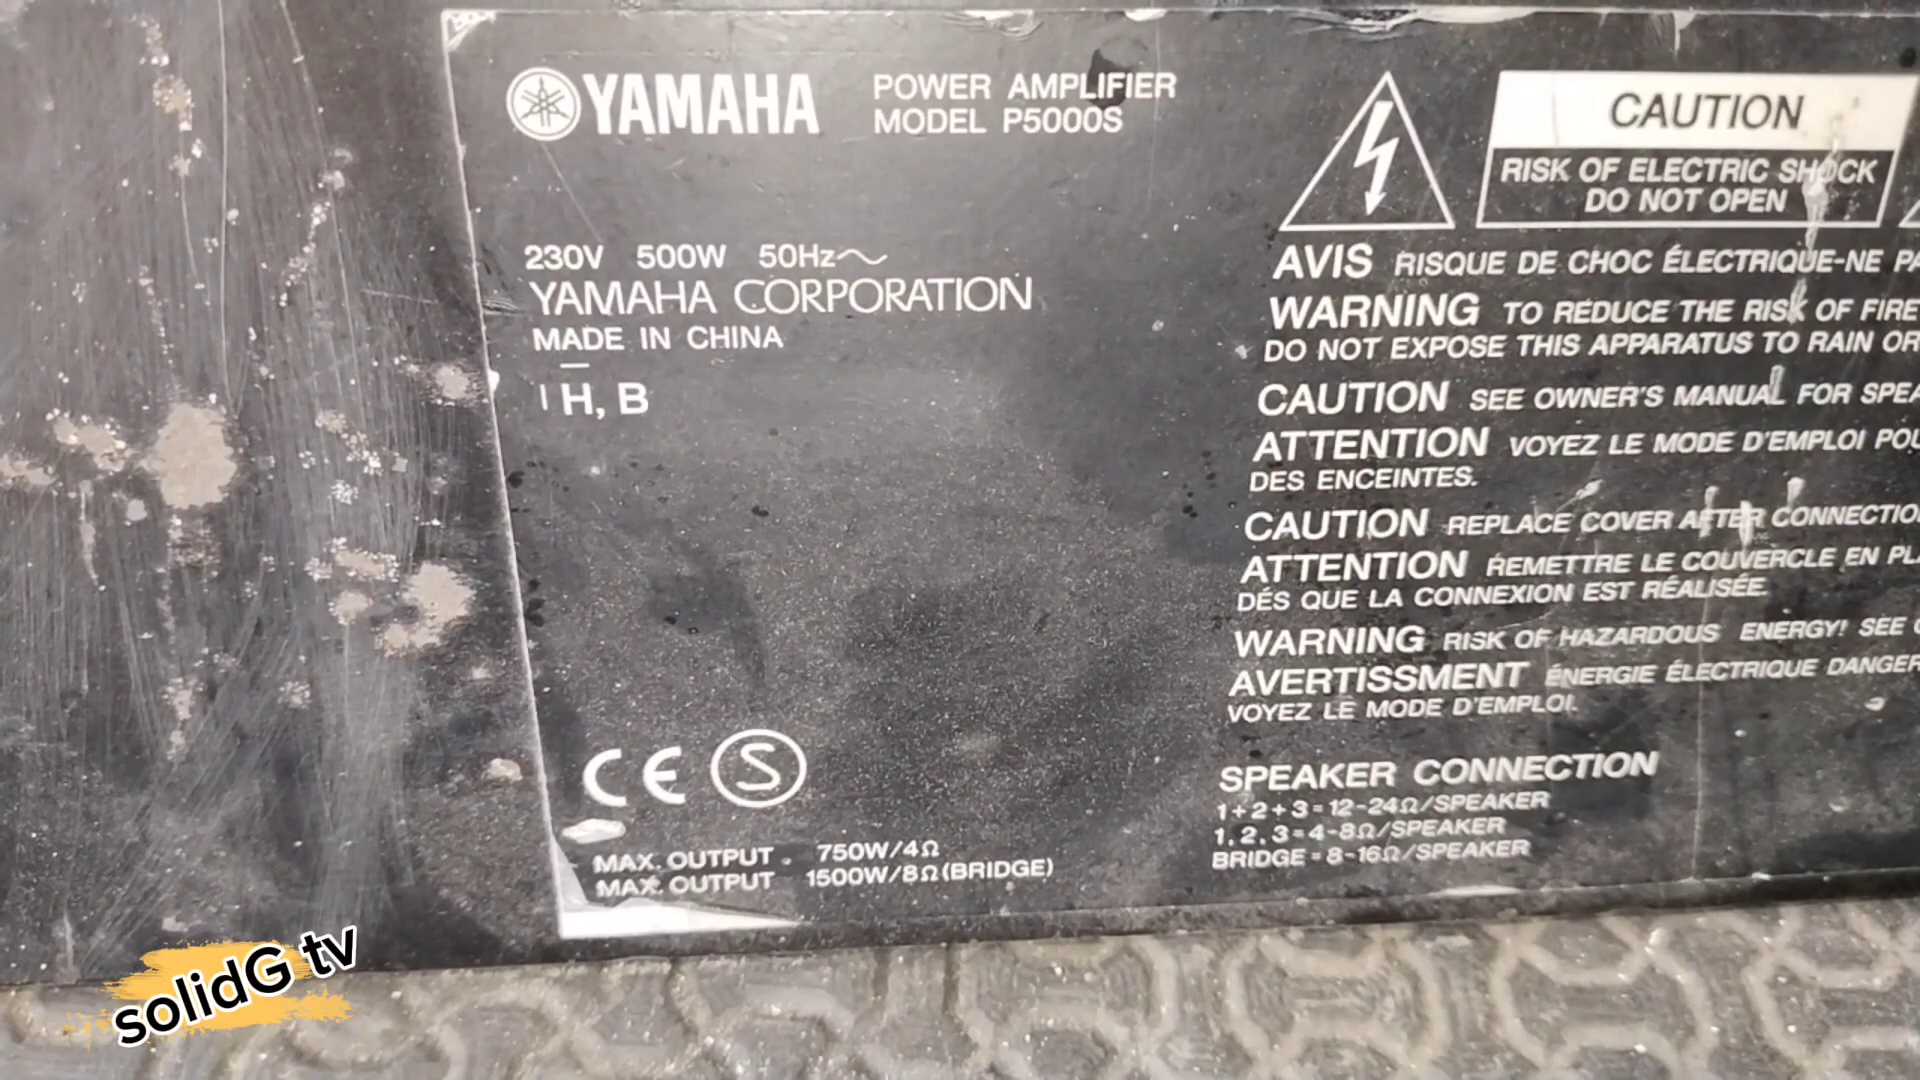 YAMAHA
POWER AMPLIFIER
MODEL P5000S
230V 500W 50Hz~
YAMAHA CORPORATION
MADE IN CHINA
H, B
CE S
MAX. OUTPUT 750W/4Ω
MAX. OUTPUT 1500W/8Ω(BRIDGE)
CAUTION
RISK OF ELECTRIC SHOCK
DO NOT OPEN
AVIS RISQUE DE CHOC ÉLECTRIQUE-NE
WARNING TO REDUCE THE RISK OF FIRE
DO NOT EXPOSE THIS APPARATUS TO RAIN OR
CAUTION SEE OWNER'S MANUAL FOR
ATTENTION VOYEZ LE MODE D'EMPLOI
DES ENCEINTES.
CAUTION REPLACE COVER AFTER
ATTENTION REMETTRE LE COUVERCLE EN
DÉS QUE LA CONNEXION EST RÉALISÉE.
WARNING RISK OF HAZARDOUS ENERGY! SEE
AVERTISSMENT ÉNERGIE ÉLECTRIQUE
VOYEZ LE MODE D'EMPLOI.
SPEAKER CONNECTION
1+2+3=12-24Ω/SPEAKER
1, 2, 3=4-8Ω/SPEAKER
BRIDGE=8-16Ω/SPEAKER
solidG tv